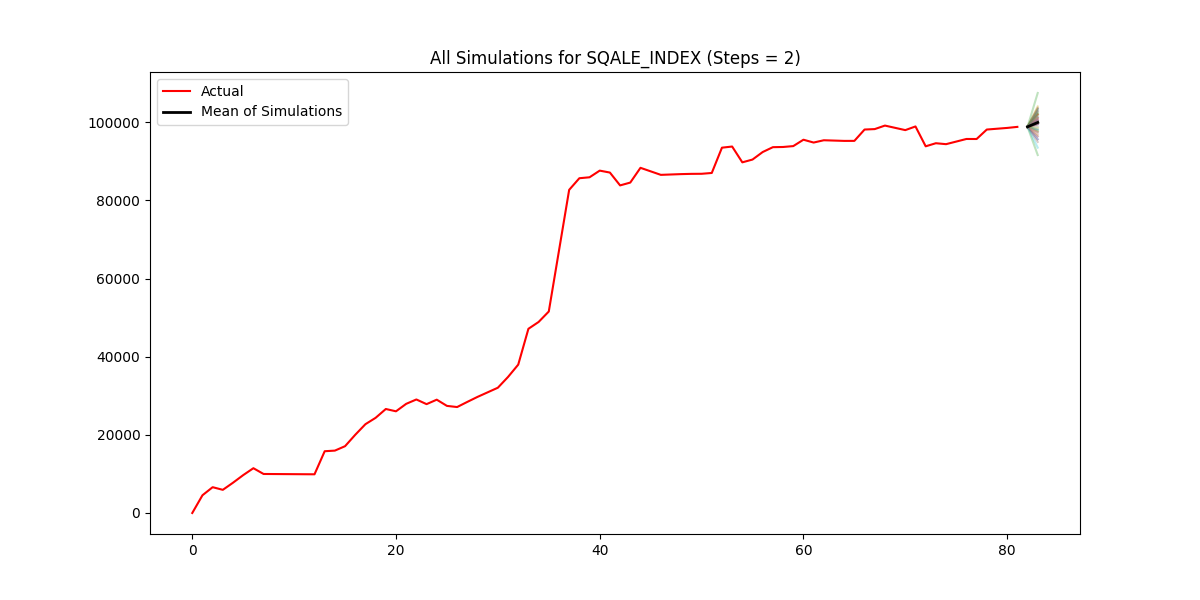 All Simulations for SQALE_INDEX (Steps = 2)
Actual
Mean of Simulations
100000
80000
60000
40000
20000
0
0 20 40 60 80